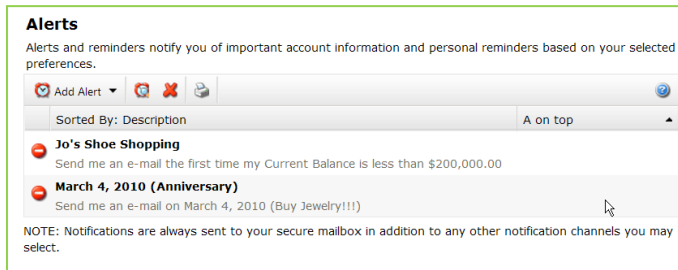 Alerts
Alerts and reminders notify you of important account information and personal reminders based on your selected
preferences.
Add Alert
Sorted By: Description A on top
Jo's Shoe Shopping
Send me an e-mail the first time my Current Balance is less than $200,000.00
March 4, 2010 (Anniversary)
Send me an e-mail on March 4, 2010 (Buy Jewelry!!!)
NOTE: Notifications are always sent to your secure mailbox in addition to any other notification channels you may
select.